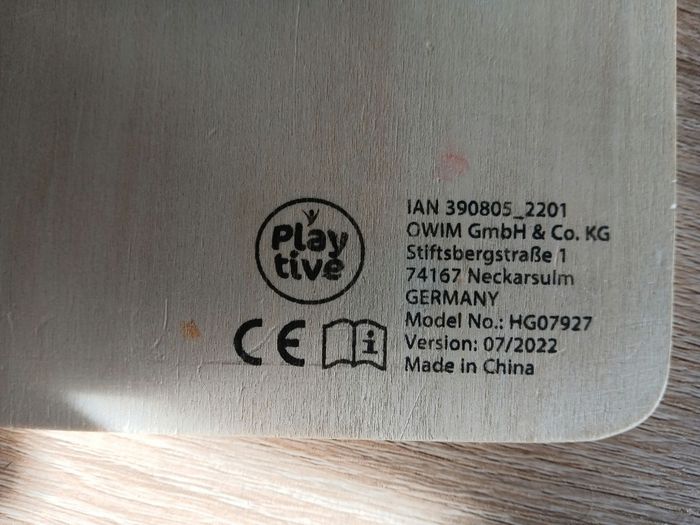 Play
tive
CE
i
IAN 390805_2201
OWIM GmbH & Co. KG
Stiftsbergstraße 1
74167 Neckarsulm
GERMANY
Model No.: HG07927
Version: 07/2022
Made in China